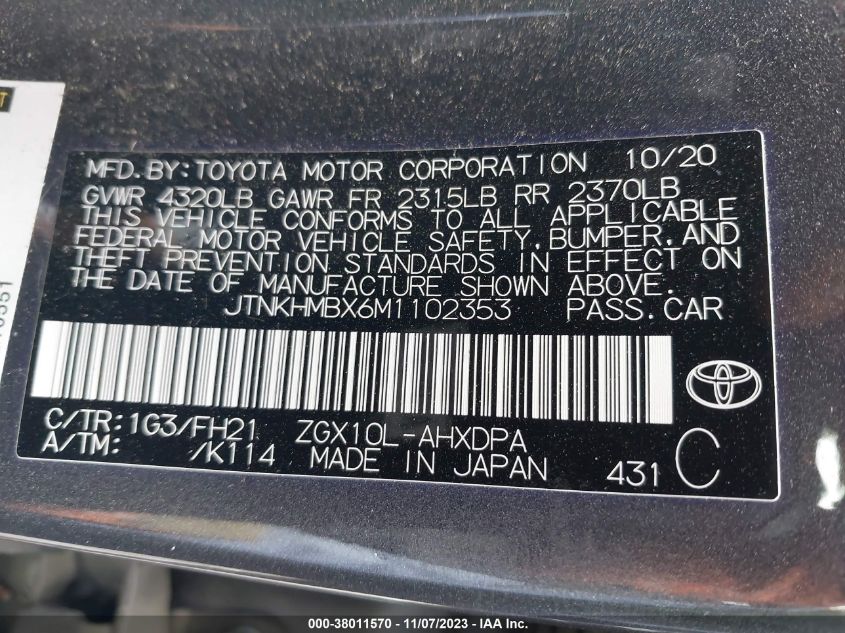 MFD.BY:TOYOTA MOTOR CORPORATION 10/20
GVWR 4320LB GAWR FR 2315LB RR 2370LB
THIS VEHICLE CONFORMS TO ALL APPLICABLE
FEDERAL MOTOR VEHICLE SAFETY,BUMPER,AND
THEFT PREVENTION STANDARDS IN EFFECT ON
THE DATE OF MANUFACTURE SHOWN ABOVE.
JTNKHMBX6M1102353 PASS.CAR
C/TR:1G3/FH21 ZGX10L-AHXDPA
A/TM: /K114 MADE IN JAPAN 431 C
000-38011570 - 11/07/2023 - © IAA, Inc.